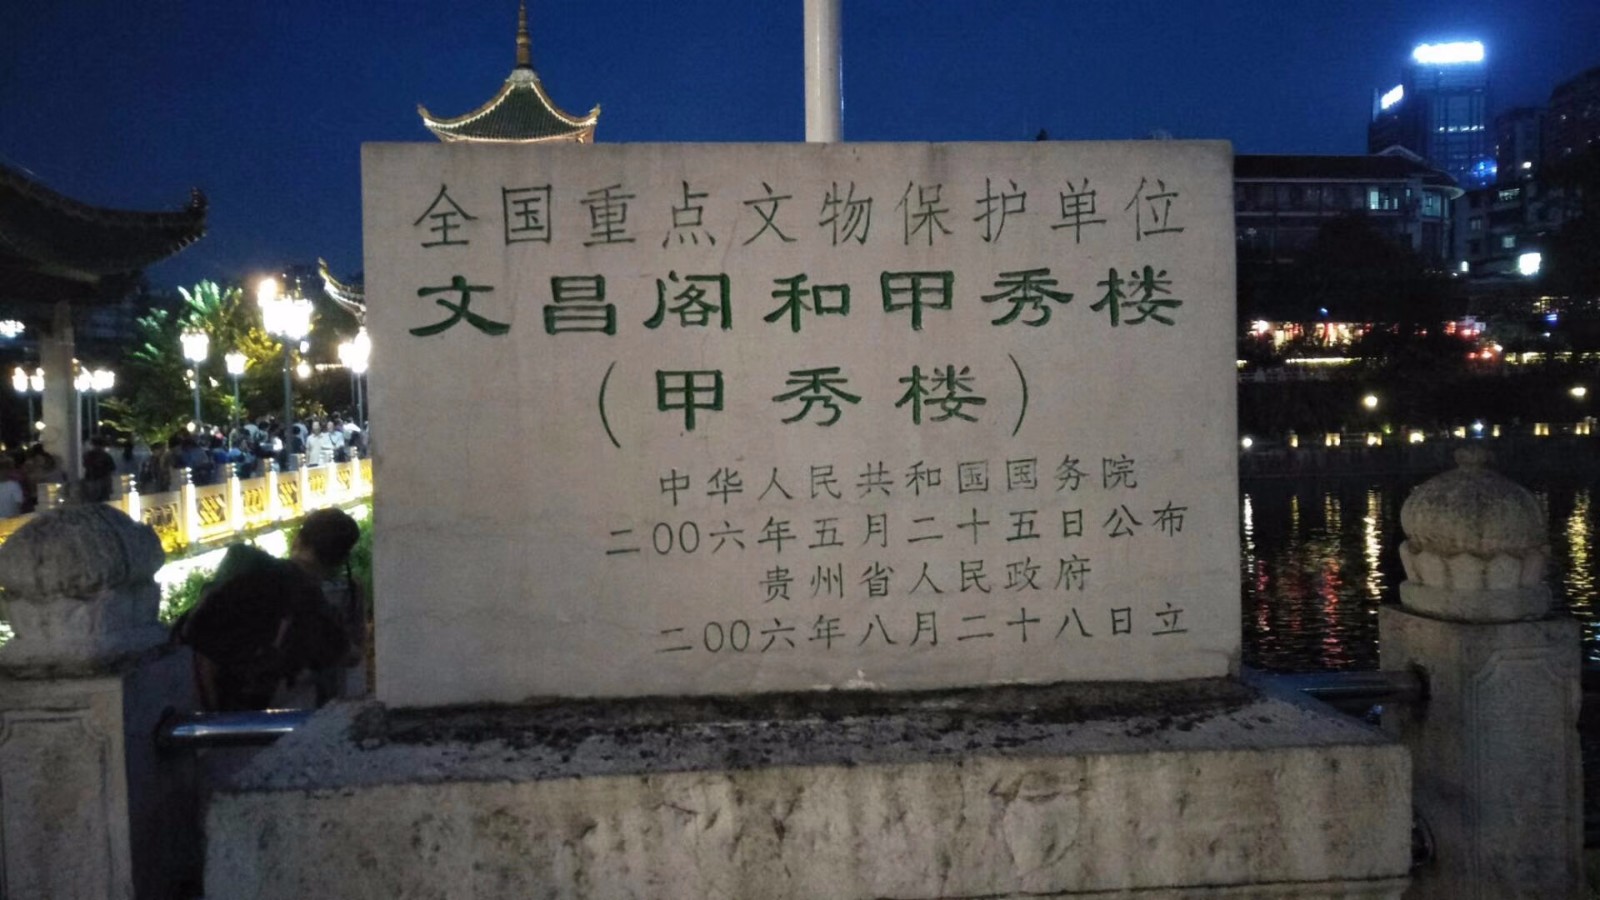 全国重点文物保护单位
文昌阁和甲秀楼
（甲秀楼）
中华人民共和国国务院
二00六年五月二十五日公布
贵州省人民政府
二00六年八月二十八日立